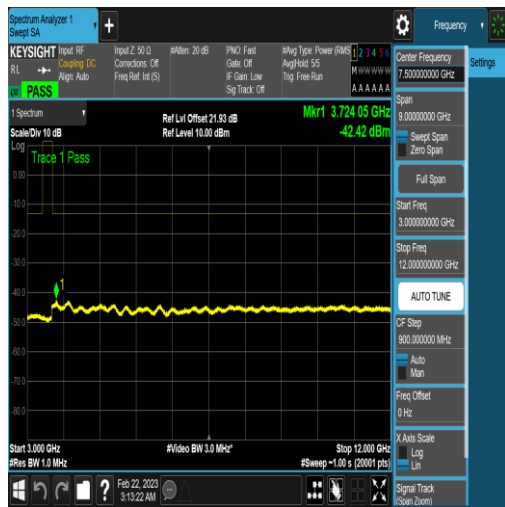 Spectrum Analyzer 1
Swept SA
+
Frequency
KEYSIGHT
RL
PASS
Input: RF
Coupling: DC
Align: Auto
Input Z: 50 Ω
Corrections: Off
Freq Ref: Int (S)
#Atten: 20 dB
PNO: Fast
Gate: Off
IF Gain: Low
Sig Track: Off
#Avg Type: Power (RMS
Avg|Hold: 5/5
Trig: Free Run
1 2 3 4 5 6
M W W W W W
A A A A A A
1 Spectrum
Scale/Div 10 dB
Log
Ref Lvl Offset 21.93 dB
Ref Level 10.00 dBm
Mkr1 3.724 05 GHz
-42.42 dBm
Trace 1 Pass
0.00
-10.0
-20.0
-30.0
1
-40.0
-50.0
-60.0
-70.0
-80.0
Start 3.000 GHz
#Res BW 1.0 MHz
#Video BW 3.0 MHz*
Stop 12.000 GHz
#Sweep ~1.00 s (20001 pts)
?
Feb 22, 2023
3:13:22 AM
Center Frequency
7.500000000 GHz
Settings
Span
9.00000000 GHz
Swept Span
Zero Span
Full Span
Start Freq
3.000000000 GHz
Stop Freq
12.000000000 GHz
AUTO TUNE
CF Step
900.000000 MHz
Auto
Man
Freq Offset
0 Hz
X Axis Scale
Log
Lin
Signal Track
(Span Zoom)